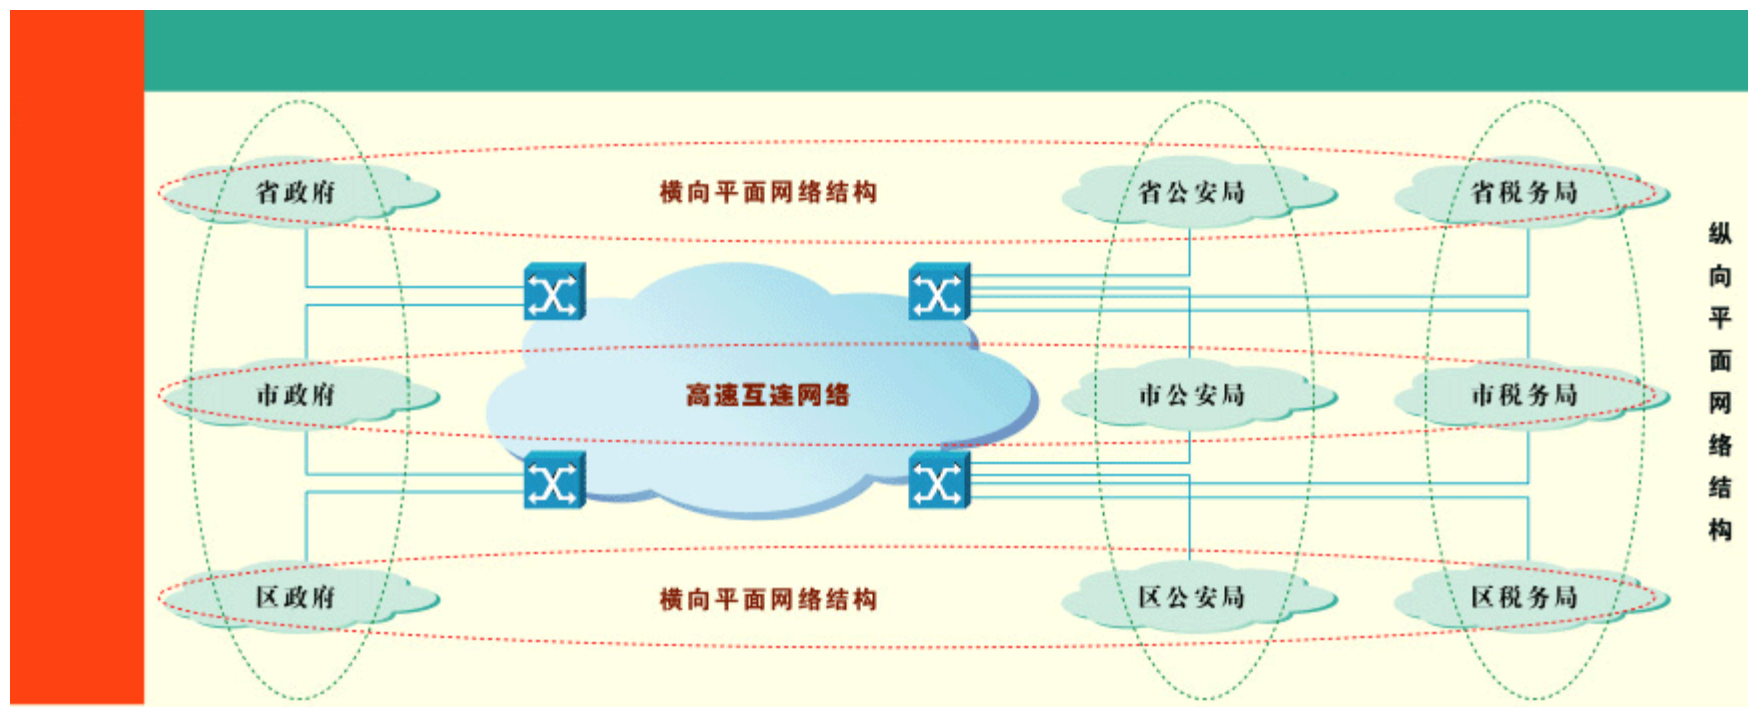 省政府
横向平面网络结构
省公安局
省税务局
纵向平面网络结构
市政府
高速互连网络
市公安局
市税务局
区政府
横向平面网络结构
区公安局
区税务局